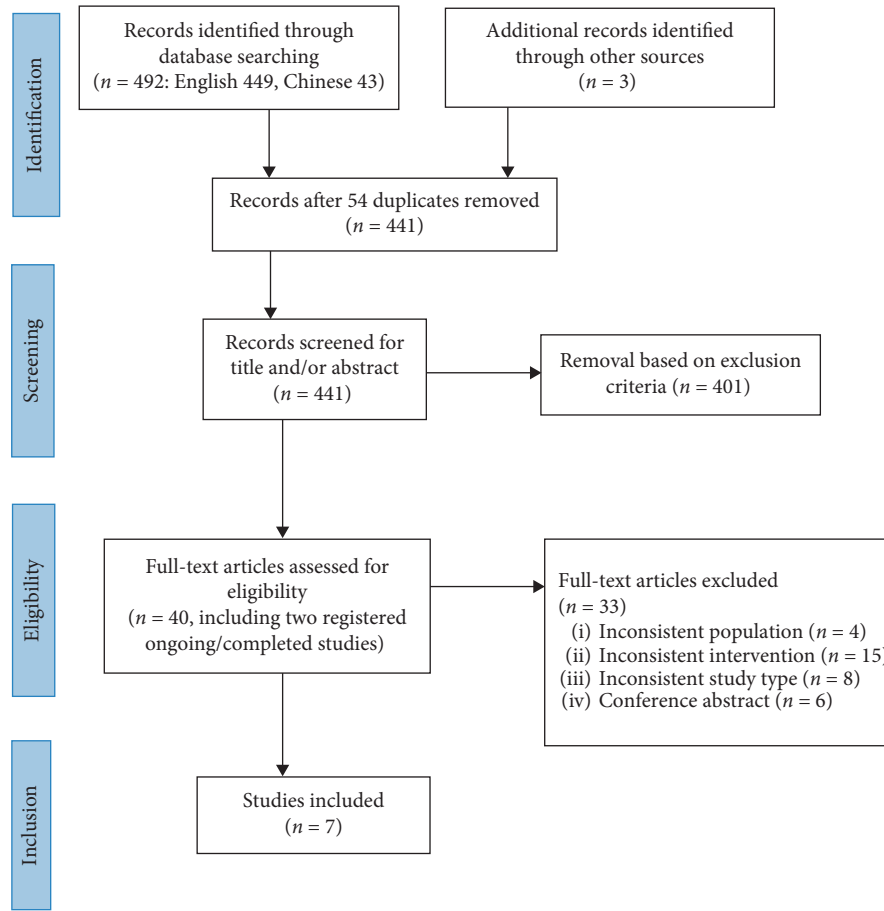 Identification
Records identified through
database searching
(n = 492: English 449, Chinese 43)
Additional records identified
through other sources
(n = 3)
Records after 54 duplicates removed
(n = 441)
Screening
Records screened for
title and/or abstract
(n = 441)
Removal based on exclusion
criteria (n = 401)
Eligibility
Full-text articles assessed for
eligibility
(n = 40, including two registered
ongoing/completed studies)
Full-text articles excluded
(n = 33)
(i) Inconsistent population (n = 4)
(ii) Inconsistent intervention (n = 15)
(iii) Inconsistent study type (n = 8)
(iv) Conference abstract (n = 6)
Inclusion
Studies included
(n = 7)